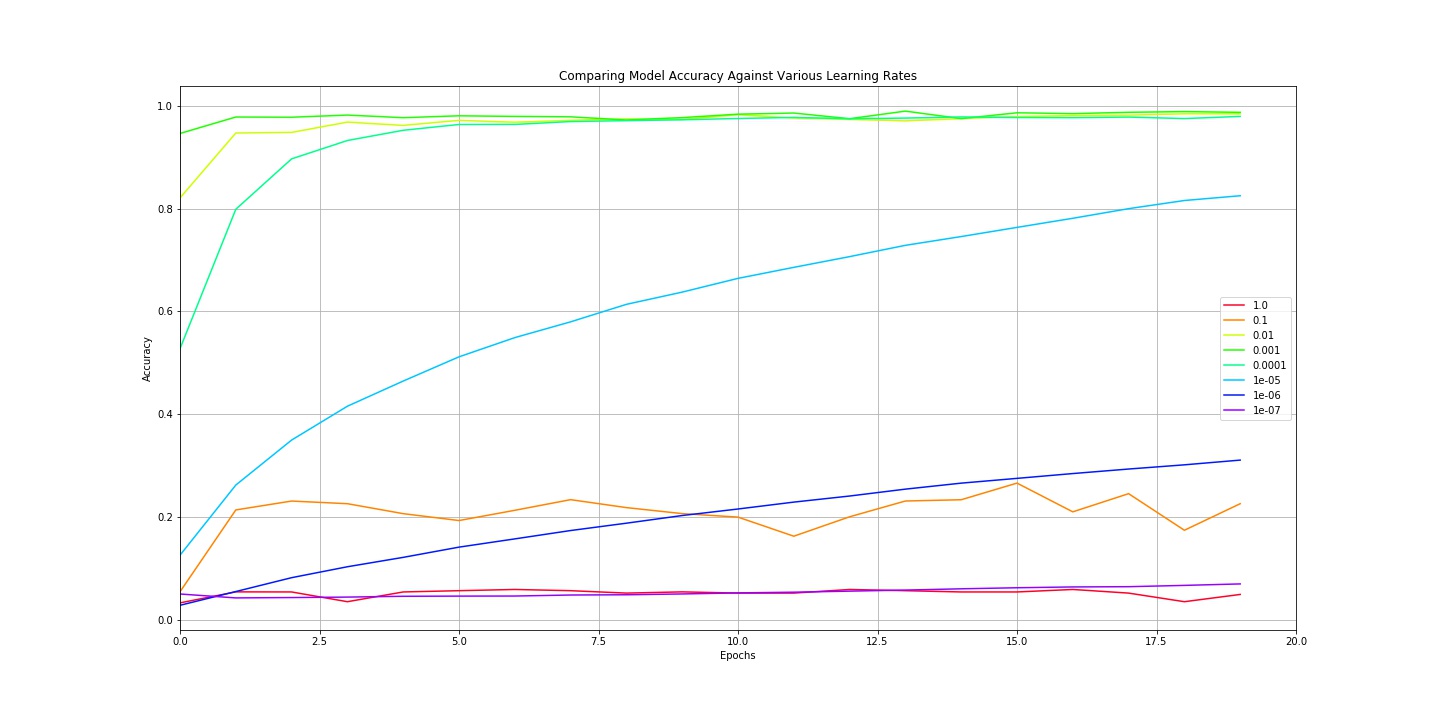 Comparing Model Accuracy Against Various Learning Rates
1.0
0.8
0.6
0.4
0.2
0.0
Accuracy
1.0
0.1
0.01
0.001
0.0001
1e-05
1e-06
1e-07
0.0 2.5 5.0 7.5 10.0 12.5 15.0 17.5 20.0
Epochs